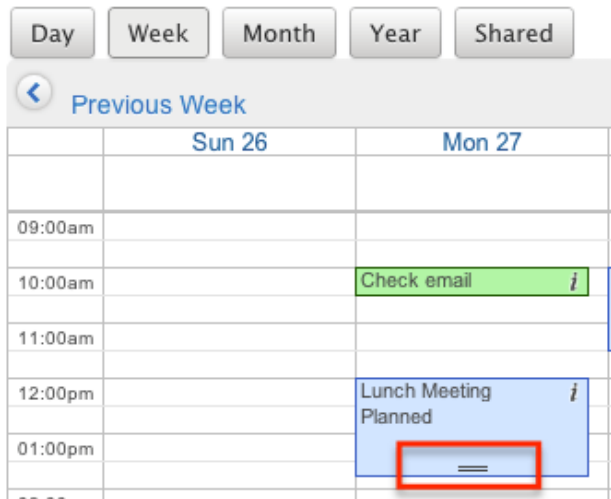 Day Week Month Year Shared
Previous Week
Sun 26 Mon 27
09:00am
10:00am Check email i
11:00am
12:00pm Lunch Meeting i
Planned
01:00pm